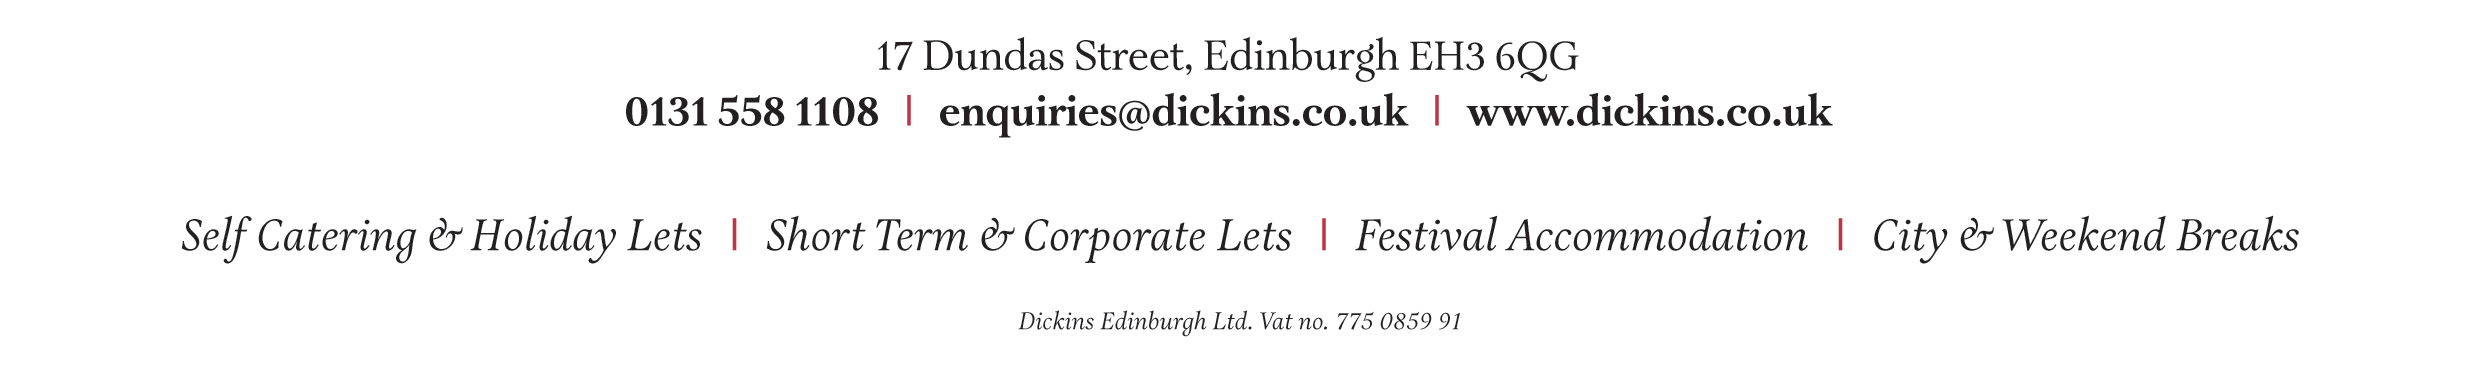 17 Dundas Street, Edinburgh EH3 6QG
0131 558 1108 | enquiries@dickins.co.uk | www.dickins.co.uk
Self Catering & Holiday Lets | Short Term & Corporate Lets | Festival Accommodation | City & Weekend Breaks
Dickins Edinburgh Ltd. Vat no. 775 0859 91